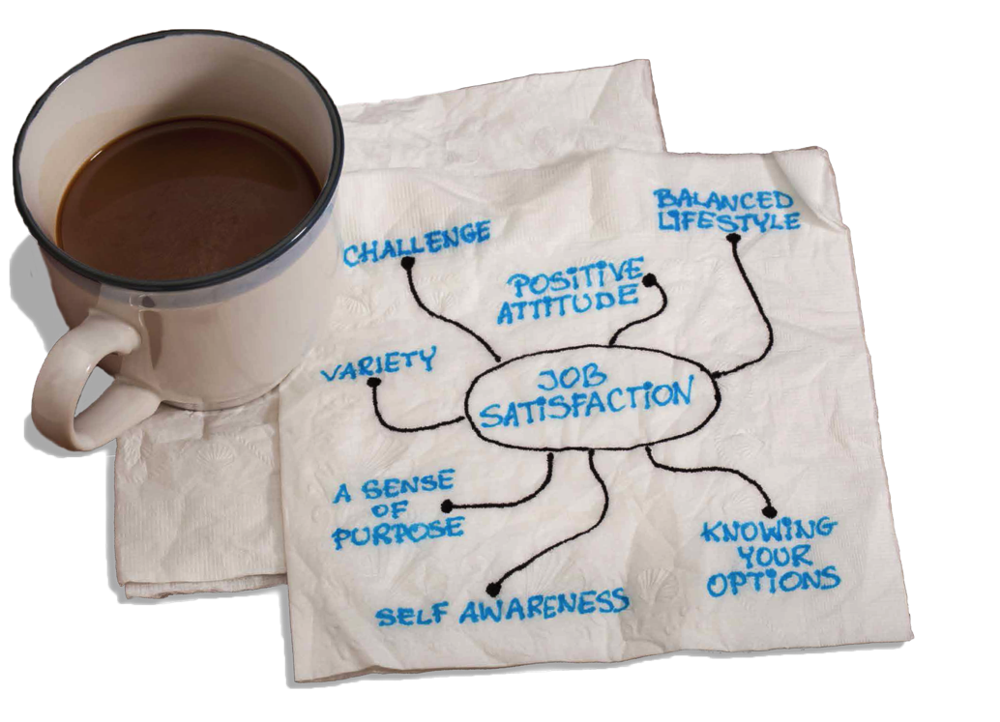 BALANCED
LIFESTYLE
CHALLENGE
POSITIVE
ATTITUDE
VARIETY
JOB
SATISFACTION
A SENSE
OF
PURPOSE
KNOWING
YOUR
OPTIONS
SELF AWARENESS